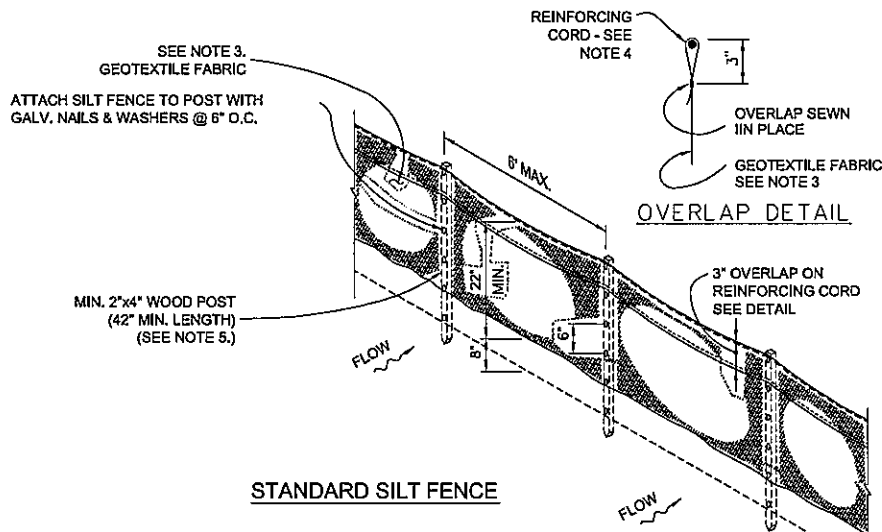 REINFORCING
CORD - SEE
NOTE 4
3"
OVERLAP SEWN
IIN PLACE
GEOTEXTILE FABRIC
SEE NOTE 3
OVERLAP DETAIL
SEE NOTE 3.
GEOTEXTILE FABRIC
ATTACH SILT FENCE TO POST WITH
GALV. NAILS & WASHERS @ 6" O.C.
6' MAX.
22"
MIN.
3" OVERLAP ON
REINFORCING CORD
SEE DETAIL
MIN. 2"x4" WOOD POST
(42" MIN. LENGTH)
(SEE NOTE 5.)
6"
8"
FLOW
STANDARD SILT FENCE
FLOW